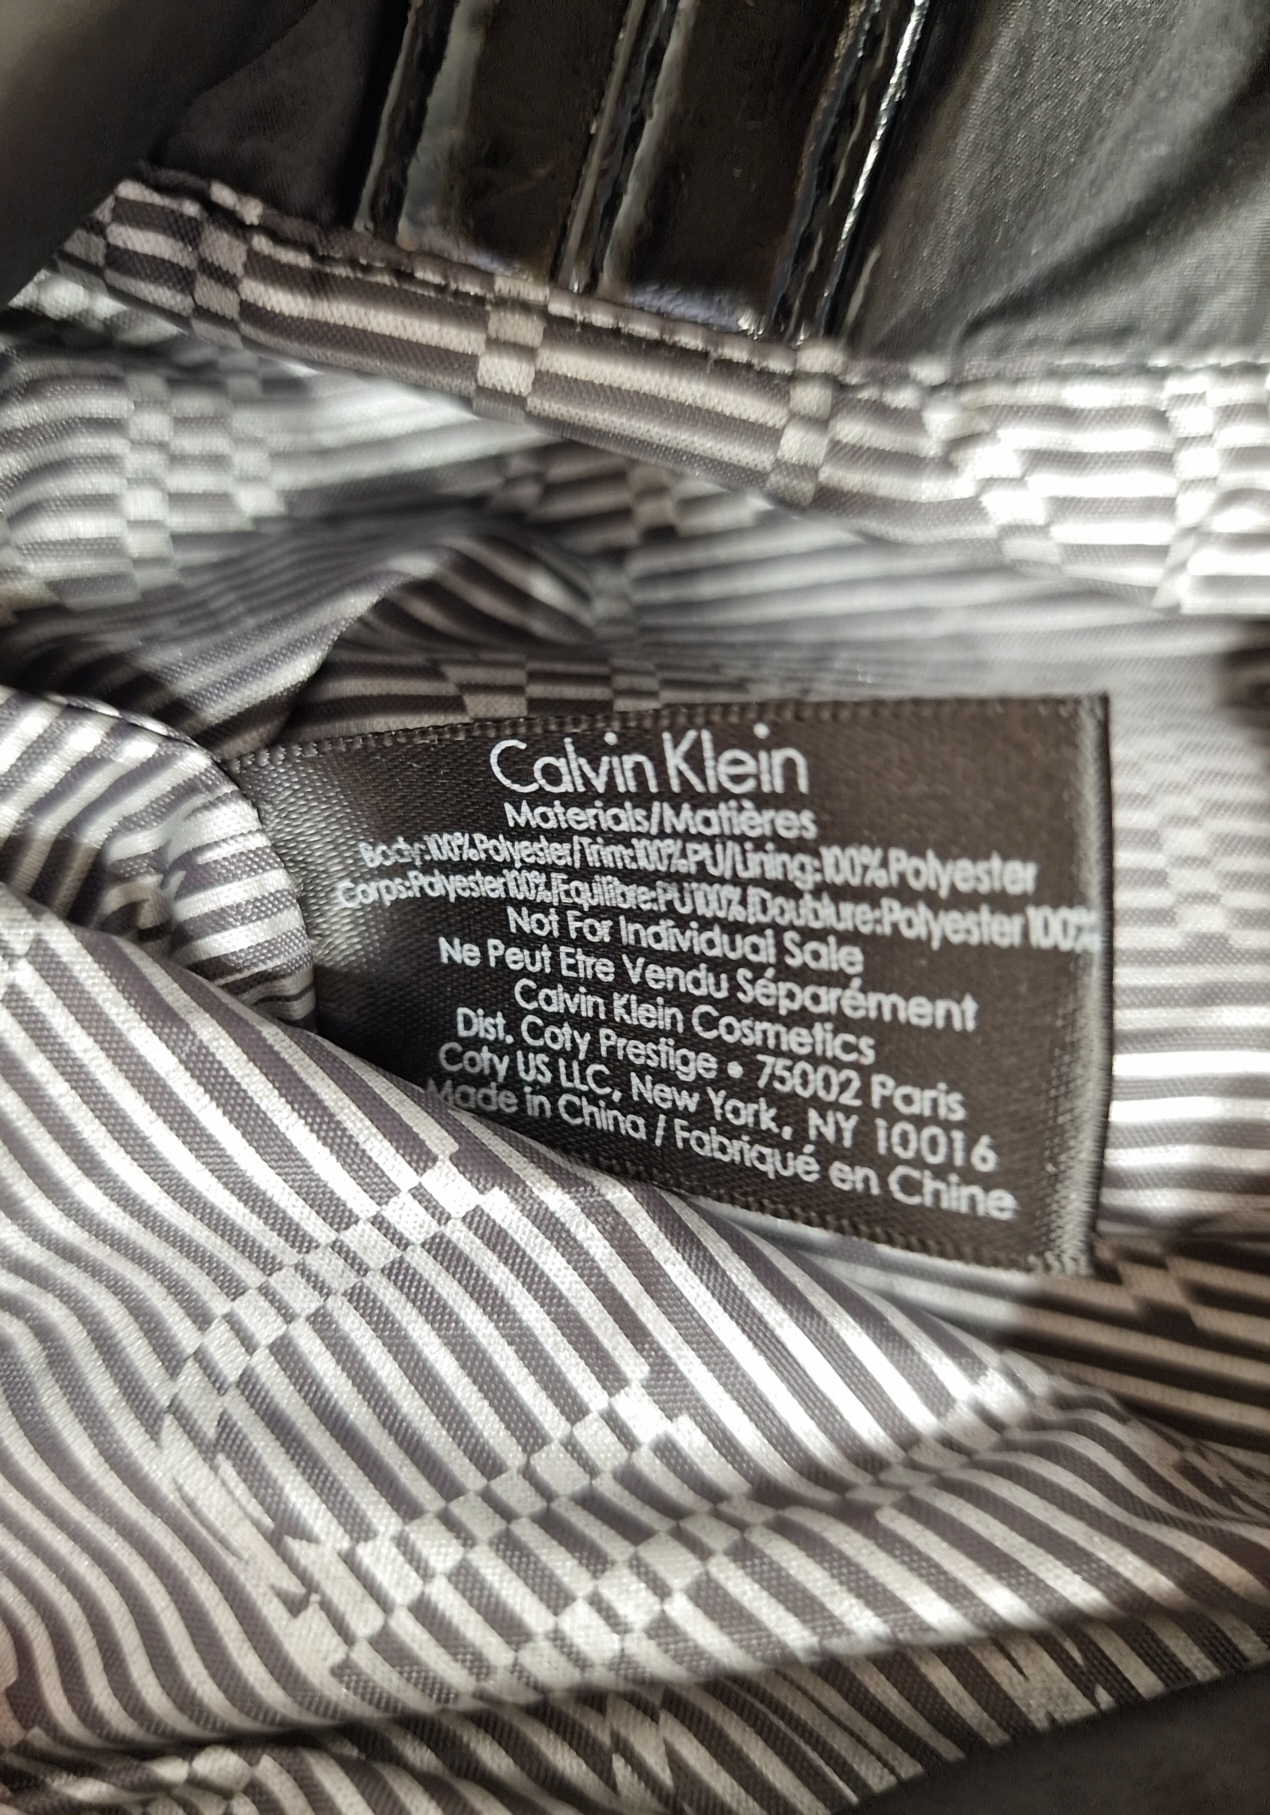 Calvin Klein
Materials/Matières
Body:100%Polyester/Trim:100%PU/Lining:100%Polyester
Corps:Polyester100%/Equilibre:PU100%/Doublure:Polyester100%
Not For Individual Sale
Ne Peut Etre Vendu Séparément
Calvin Klein Cosmetics
Dist. Coty Prestige • 75002 Paris
Coty US LLC, New York, NY 10016
Made in China / Fabriqué en Chine